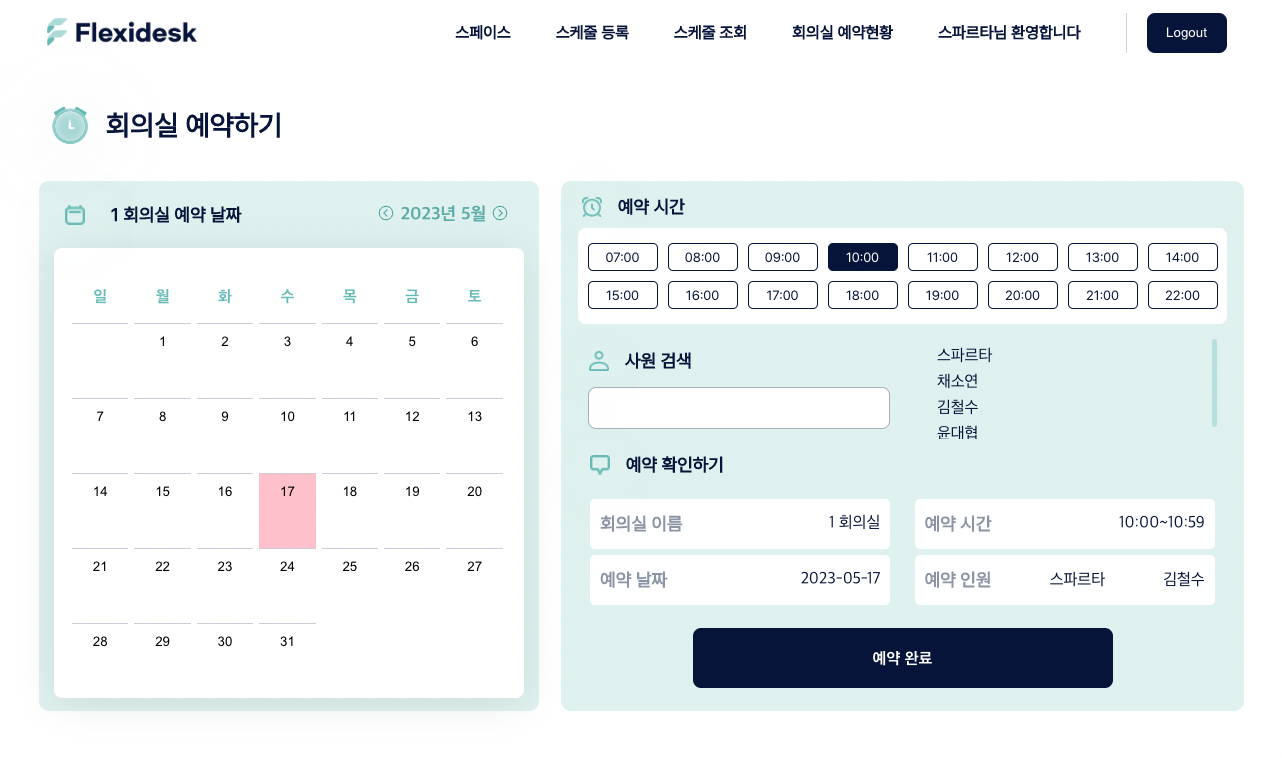 Flexidesk
스페이스 스케줄 등록 스케줄 조회 회의실 예약현황 스파르타님 환영합니다 Logout
회의실 예약하기
1 회의실 예약 날짜 2023년 5월
일 월 화 수 목 금 토
1 2 3 4 5 6
7 8 9 10 11 12 13
14 15 16 17 18 19 20
21 22 23 24 25 26 27
28 29 30 31
예약 시간
07:00 08:00 09:00 10:00 11:00 12:00 13:00 14:00
15:00 16:00 17:00 18:00 19:00 20:00 21:00 22:00
사원 검색
스파르타
채소연
김철수
윤대협
예약 확인하기
회의실 이름 1 회의실
예약 시간 10:00~10:59
예약 날짜 2023-05-17
예약 인원 스파르타 김철수
예약 완료